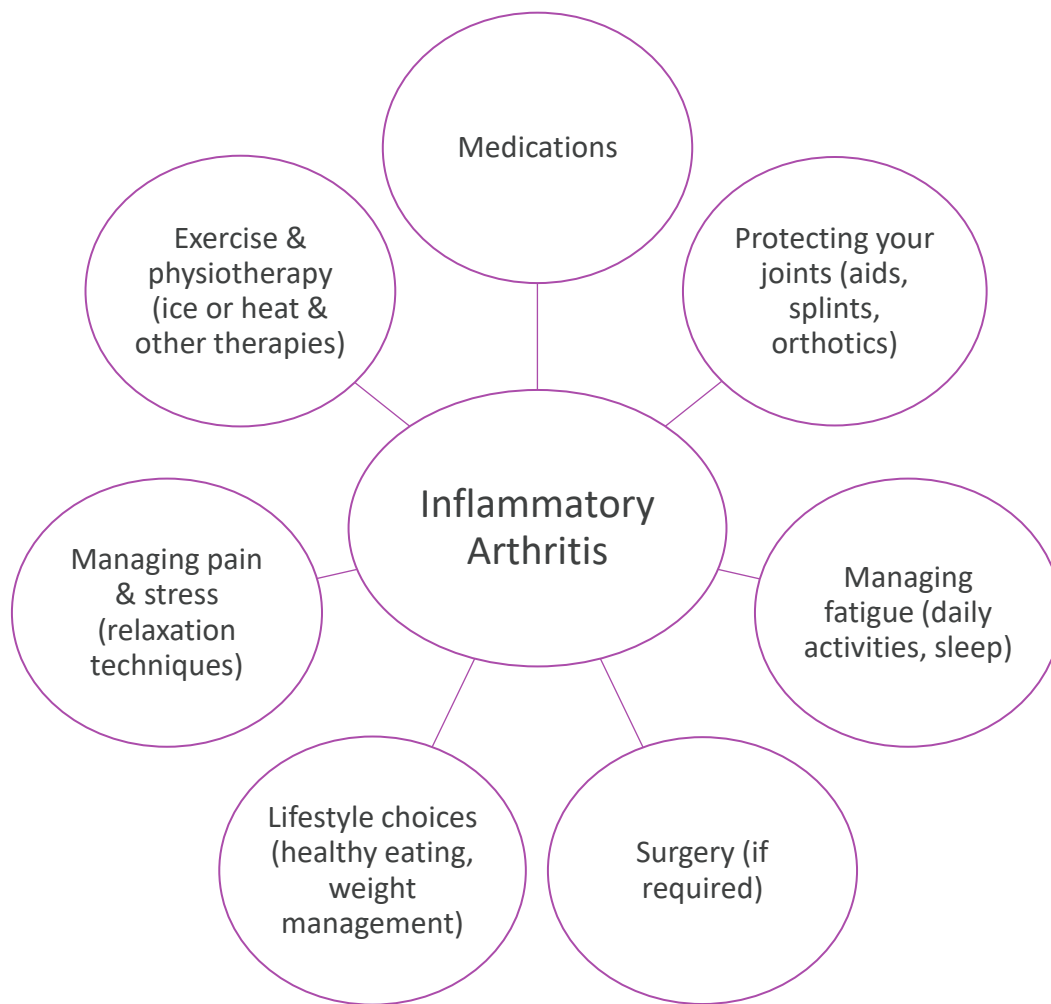 Medications
Exercise &
physiotherapy
(ice or heat &
other therapies)
Protecting your
joints (aids,
splints,
orthotics)
Inflammatory
Arthritis
Managing pain
& stress
(relaxation
techniques)
Managing
fatigue (daily
activities, sleep)
Lifestyle choices
(healthy eating,
weight
management)
Surgery (if
required)